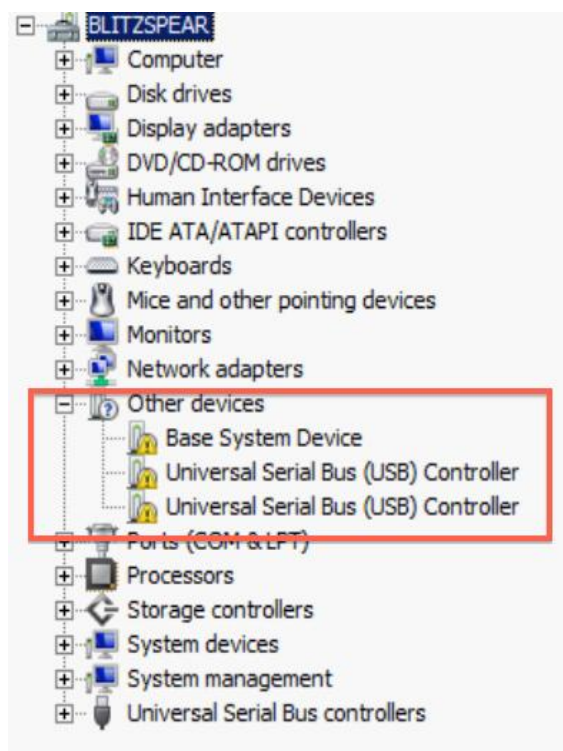 BLITZSPEAR
Computer
Disk drives
Display adapters
DVD/CD-ROM drives
Human Interface Devices
IDE ATA/ATAPI controllers
Keyboards
Mice and other pointing devices
Monitors
Network adapters
Other devices
Base System Device
Universal Serial Bus (USB) Controller
Universal Serial Bus (USB) Controller
Ports (COM & LPT)
Processors
Storage controllers
System devices
System management
Universal Serial Bus controllers